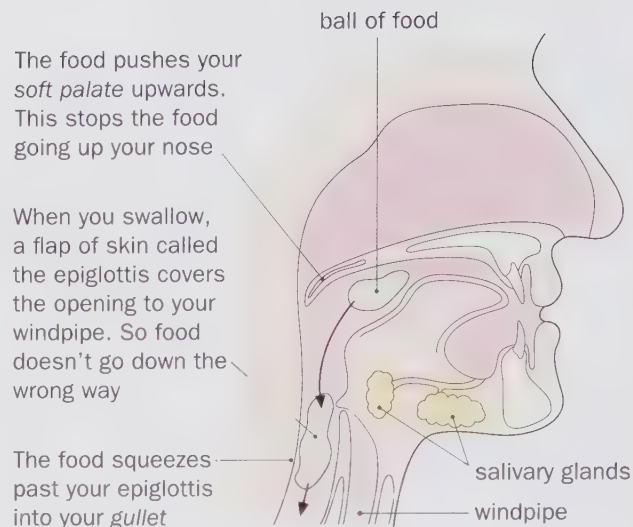 ball of food
The food pushes your
soft palate upwards.
This stops the food
going up your nose
When you swallow,
a flap of skin called
the epiglottis covers
the opening to your
windpipe. So food
doesn't go down the
wrong way
The food squeezes
past your epiglottis
into your gullet
salivary glands
windpipe